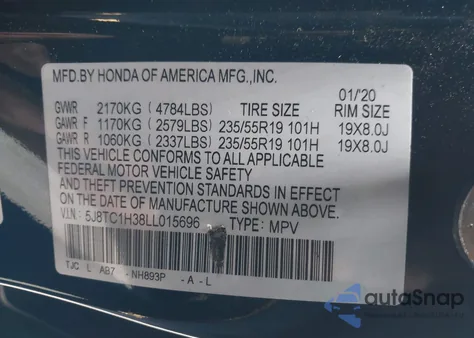 MFD.BY HONDA OF AMERICA MFG.,INC.
01/20
GVWR 2170KG ( 4784LBS) TIRE SIZE RIM SIZE
GAWR F 1170KG ( 2579LBS) 235/55R19 101H 19X8.0J
GAWR R 1060KG ( 2337LBS) 235/55R19 101H 19X8.0J
THIS VEHICLE CONFORMS TO ALL APPLICABLE
FEDERAL MOTOR VEHICLE SAFETY
AND THEFT PREVENTION STANDARDS IN EFFECT ON
THE DATE OF MANUFACTURE SHOWN ABOVE.
V.I.N: 5J8TC1H38LL015696 TYPE: MPV
TJC L AB7 - NH893P - A - L
autoSnap